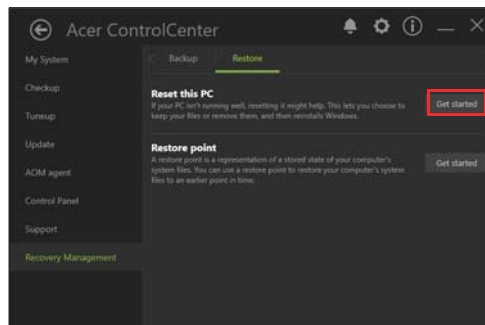 Acer ControlCenter
My System
Checkup
Tuneup
Update
AOM agent
Control Panel
Support
Recovery Management
Backup
Restore
Reset this PC
If your PC isn't running well, resetting it might help. This lets you choose to
keep your files or remove them, and then reinstalls Windows.
Get started
Restore point
A restore point is a representation of a stored state of your computer's
system files. You can use a restore point to restore your computer's system
files to an earlier point in time.
Get started